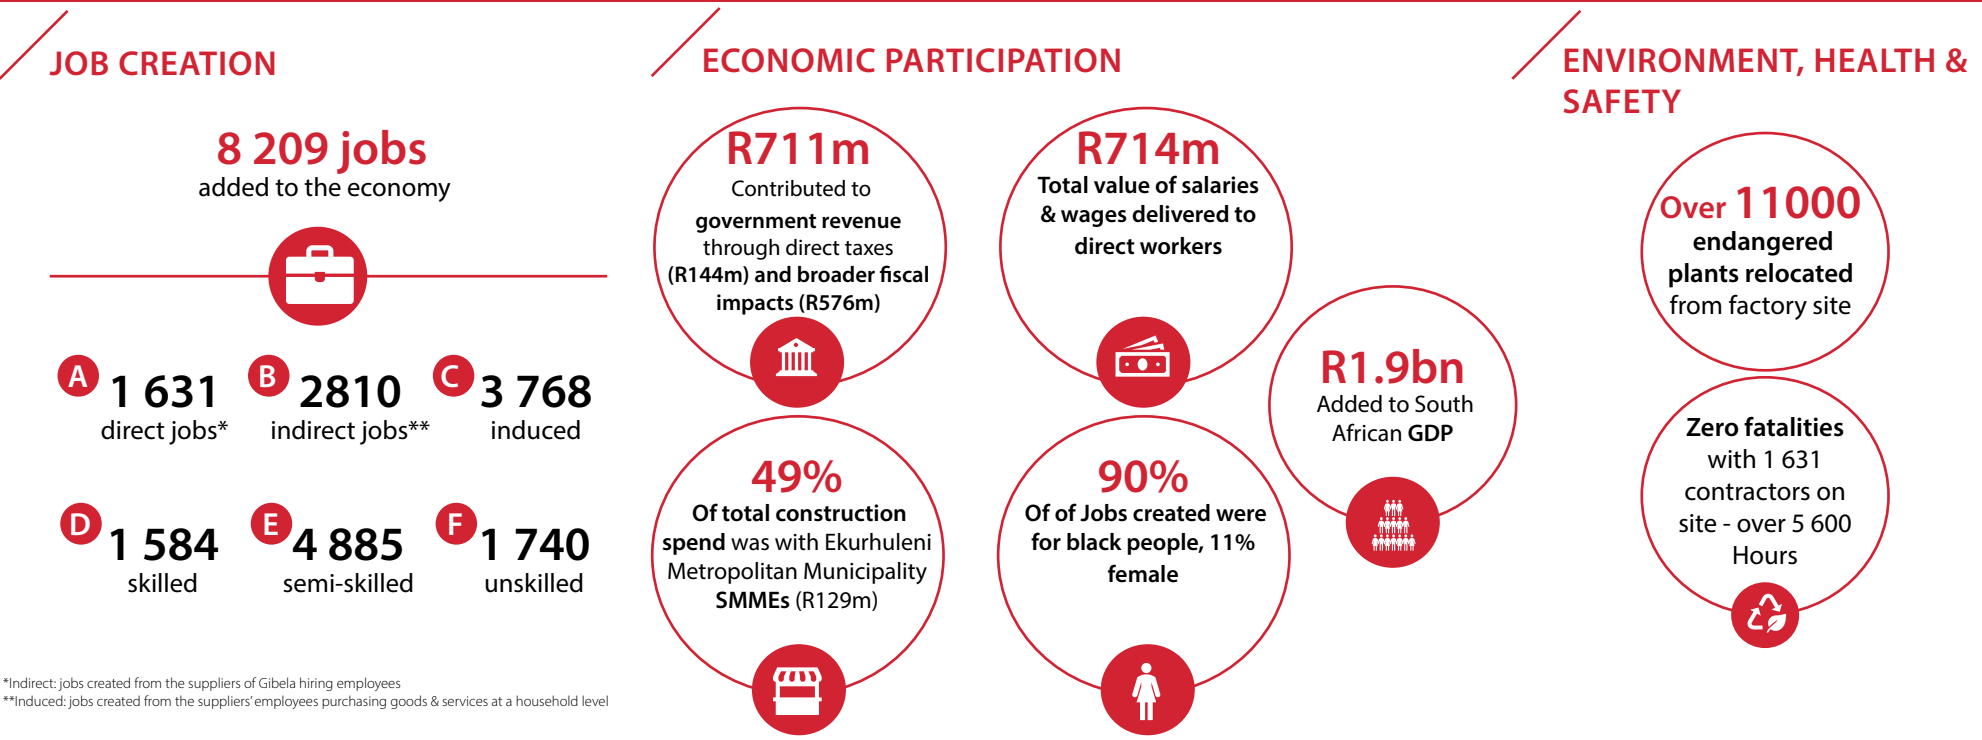 JOB CREATION
8 209 jobs
added to the economy
A 1 631
direct jobs*
B 2810
indirect jobs**
C 3 768
induced
D 1 584
skilled
E 4 885
semi-skilled
F 1 740
unskilled
*Indirect: jobs created from the suppliers of Gibela hiring employees
**Induced: jobs created from the suppliers' employees purchasing goods & services at a household level
ECONOMIC PARTICIPATION
R711m
Contributed to
government revenue
through direct taxes
(R144m) and broader fiscal
impacts (R576m)
R714m
Total value of salaries
& wages delivered to
direct workers
49%
Of total construction
spend was with Ekurhuleni
Metropolitan Municipality
SMMEs (R129m)
90%
Of of Jobs created were
for black people, 11%
female
R1.9bn
Added to South
African GDP
ENVIRONMENT, HEALTH &
SAFETY
Over 11000
endangered
plants relocated
from factory site
Zero fatalities
with 1 631
contractors on
site - over 5 600
Hours